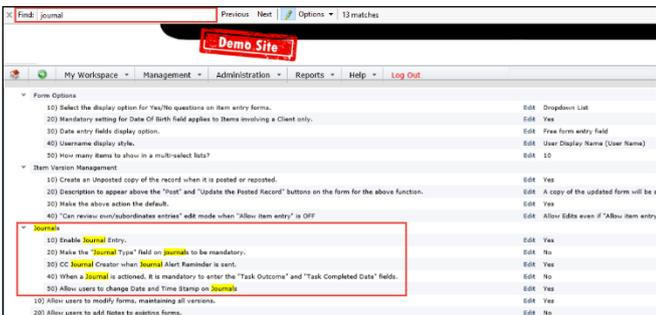 × Find: journal Previous Next Options ▾ 13 matches
Demo Site
My Workspace ▾ Management ▾ Administration ▾ Reports ▾ Help ▾ Log Out
Form Options
10) Select the display option for Yes/No questions on item entry forms. Edit Dropdown List
20) Mandatory setting for Date Of Birth field applies to Items involving a Client only. Edit Yes
30) Date entry fields display option. Edit Free form entry field
40) Username display style. Edit User Display Name (User Name)
50) How many items to show in a multi-select lists? Edit 10
Item Version Management
10) Create an Unposted copy of the record when it is posted or reposted. Edit Yes
20) Description to appear above the "Post" and "Update the Posted Record" buttons on the form for the above function. Edit A copy of the updated form will be a
30) Make the above action the default. Edit Yes
40) "Can review own/subordinates entries" edit mode when "Allow item entry" is OFF Edit Allow Edits even if "Allow item entry
Journals
10) Enable Journal Entry. Edit Yes
20) Make the "Journal Type" field on journals to be mandatory. Edit No
30) CC Journal Creator when Journal Alert Reminder is sent. Edit Yes
40) When a Journal is actioned, it is mandatory to enter the "Task Outcome" and "Task Completed Date" fields. Edit No
50) Allow users to change Date and Time Stamp on Journals Edit Yes
10) Allow users to modify forms, maintaining all versions. Edit Yes
20) Allow users to add Notes to existing forms. Edit No